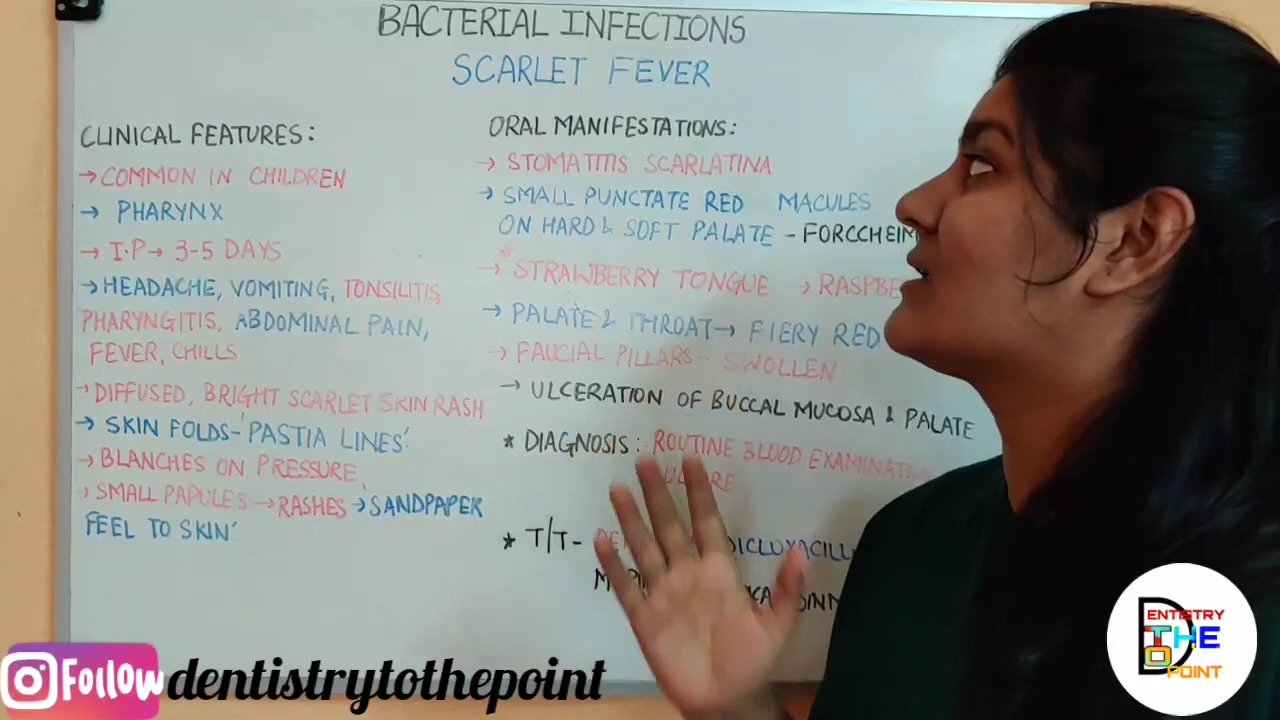 BACTERIAL INFECTIONS
SCARLET FEVER
CLINICAL FEATURES:
→ COMMON IN CHILDREN
→ PHARYNX
→ I.P → 3-5 DAYS
→ HEADACHE, VOMITING, TONSILITIS,
PHARYNGITIS, ABDOMINAL PAIN,
FEVER, CHILLS
→ DIFFUSED, BRIGHT SCARLET SKIN RASH
→ SKIN FOLDS - 'PASTIA LINES'.
→ BLANCHES ON PRESSURE
→ SMALL PAPULES → RASHES → 'SANDPAPER
FEEL TO SKIN'
ORAL MANIFESTATIONS:
→ STOMATITIS SCARLATINA
→ SMALL PUNCTATE RED MACULES
ON HARD & SOFT PALATE - FORCCHEIM
→ *STRAWBERRY TONGUE →
→ PALATE & THROAT → FIERY RED
→ FAUCIAL PILLARS - SWOLLEN
→ ULCERATION OF BUCCAL MUCOSA & PALATE
* DIAGNOSIS: ROUTINE BLOOD
* T/T -
Follow dentistrytothepoint
DENTISTRY
THE
TO
POINT